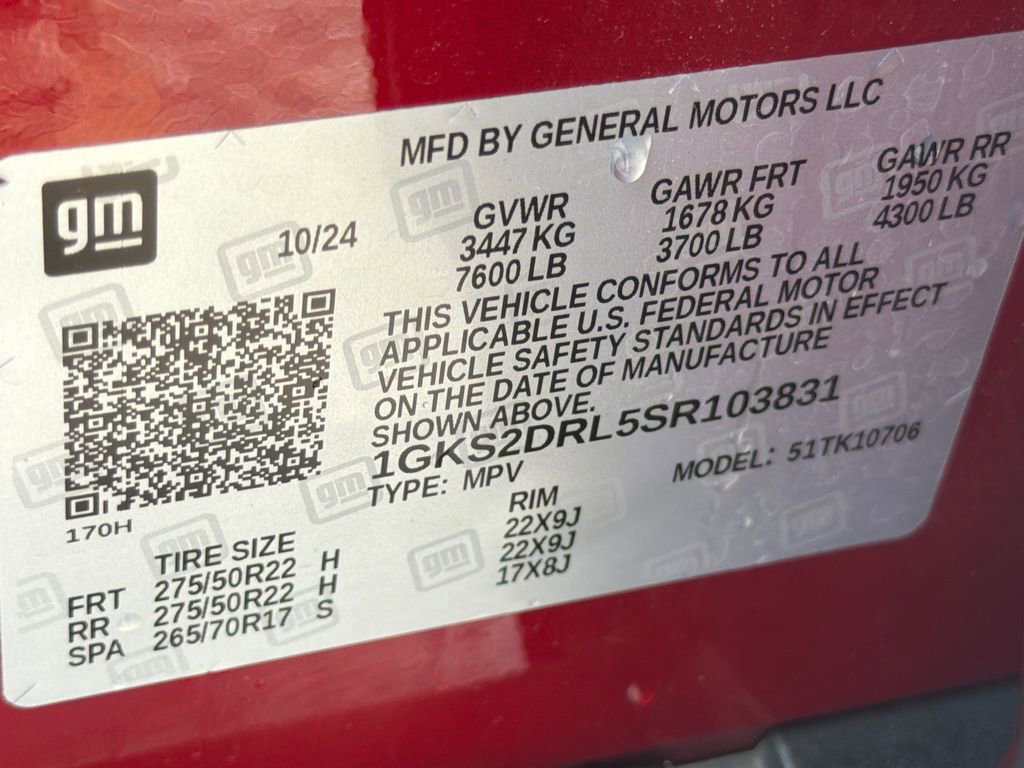 MFD BY GENERAL MOTORS LLC
gm
10/24
GVWR GAWR FRT GAWR RR
3447 KG 1678 KG 1950 KG
7600 LB 3700 LB 4300 LB
THIS VEHICLE CONFORMS TO ALL
APPLICABLE U.S. FEDERAL MOTOR
VEHICLE SAFETY STANDARDS IN EFFECT
ON THE DATE OF MANUFACTURE
SHOWN ABOVE.
1GKS2DRL5SR103831
TYPE: MPV MODEL: 51TK10706
170H
TIRE SIZE RIM
FRT 275/50R22 H 22X9J
RR 275/50R22 H 22X9J
SPA 265/70R17 S 17X8J